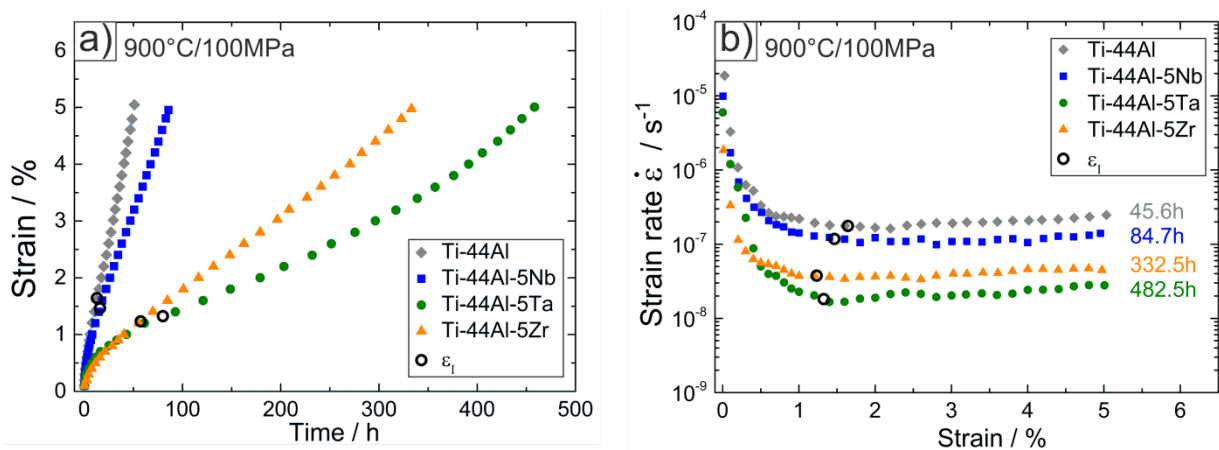 a) 900°C/100MPa
Strain / %
6
5
4
3
2
1
0
Ti-44Al
Ti-44Al-5Nb
Ti-44Al-5Ta
Ti-44Al-5Zr
ε_I
0 100 200 300 400 500
Time / h
b) 900°C/100MPa
Strain rate ε̇ / s⁻¹
10⁻⁴
10⁻⁵
10⁻⁶
10⁻⁷
10⁻⁸
10⁻⁹
Ti-44Al
Ti-44Al-5Nb
Ti-44Al-5Ta
Ti-44Al-5Zr
ε_I
45.6h
84.7h
332.5h
482.5h
0 1 2 3 4 5 6
Strain / %